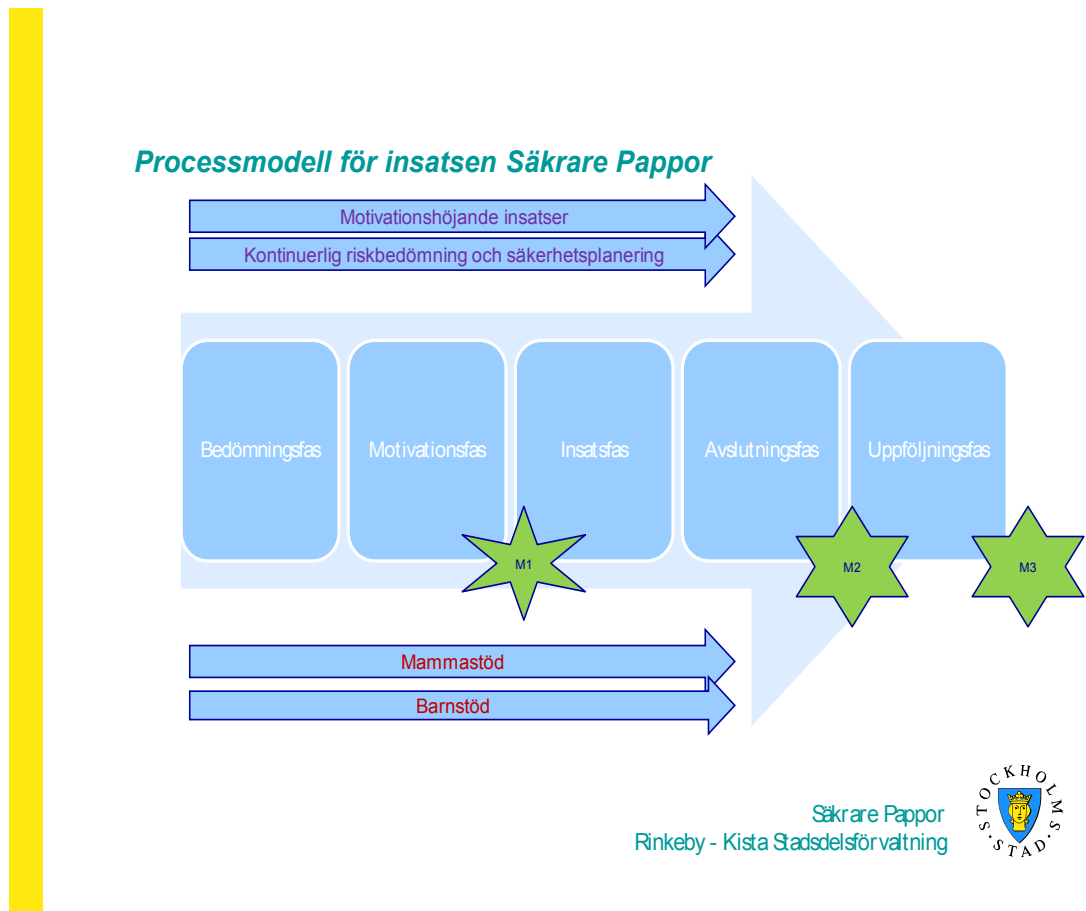 Processmodell för insatsen Säkrare Pappor
Motivationshöjande insatser
Kontinuerlig riskbedömning och säkerhetsplanering
Bedömningsfas
Motivationsfas
Insatsfas
Avslutningsfas
Uppföljningsfas
M1
M2
M3
Mammastöd
Barnstöd
Säkrare Pappor
Rinkeby - Kista Stadsdelsförvaltning
STOCKHOLMS
·STAD·